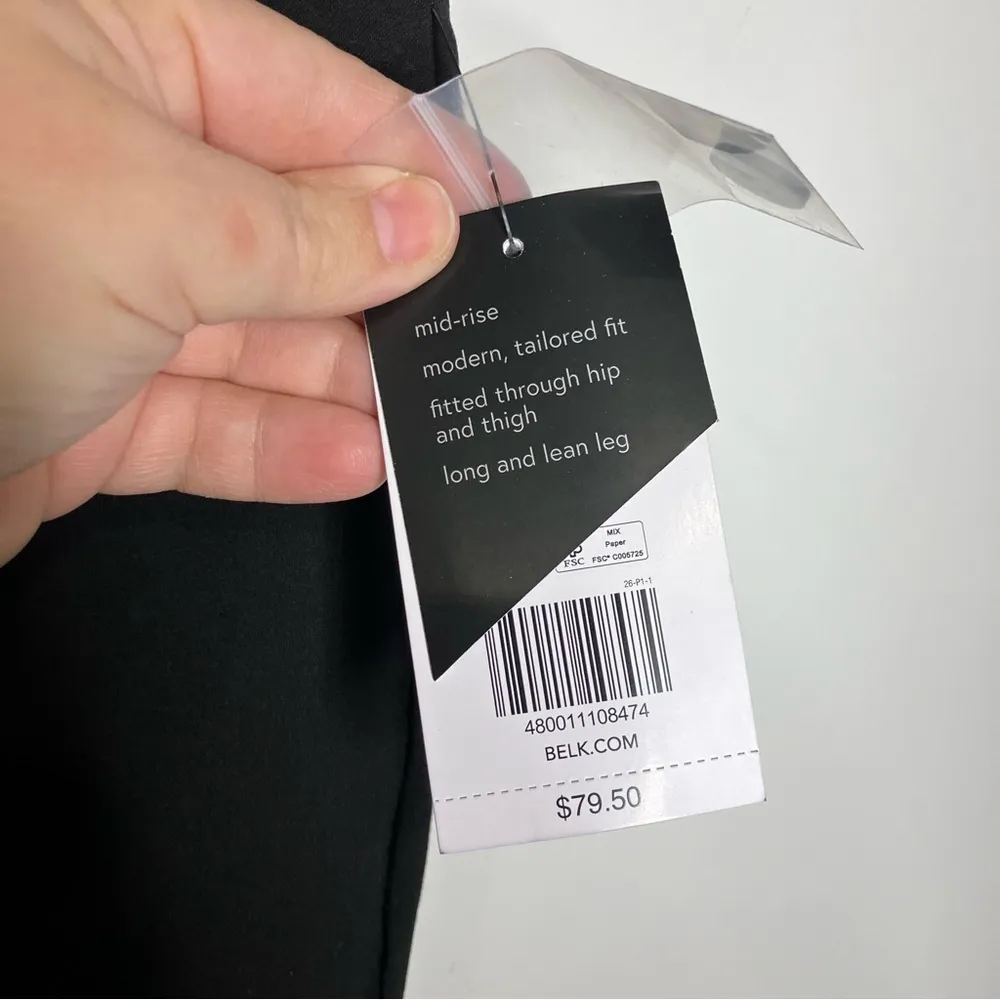 mid-rise
modern, tailored fit
fitted through hip
and thigh
long and lean leg
MIX
Paper
FSC
FSC® C005725
26-P1-1
480011108474
BELK.COM
$79.50